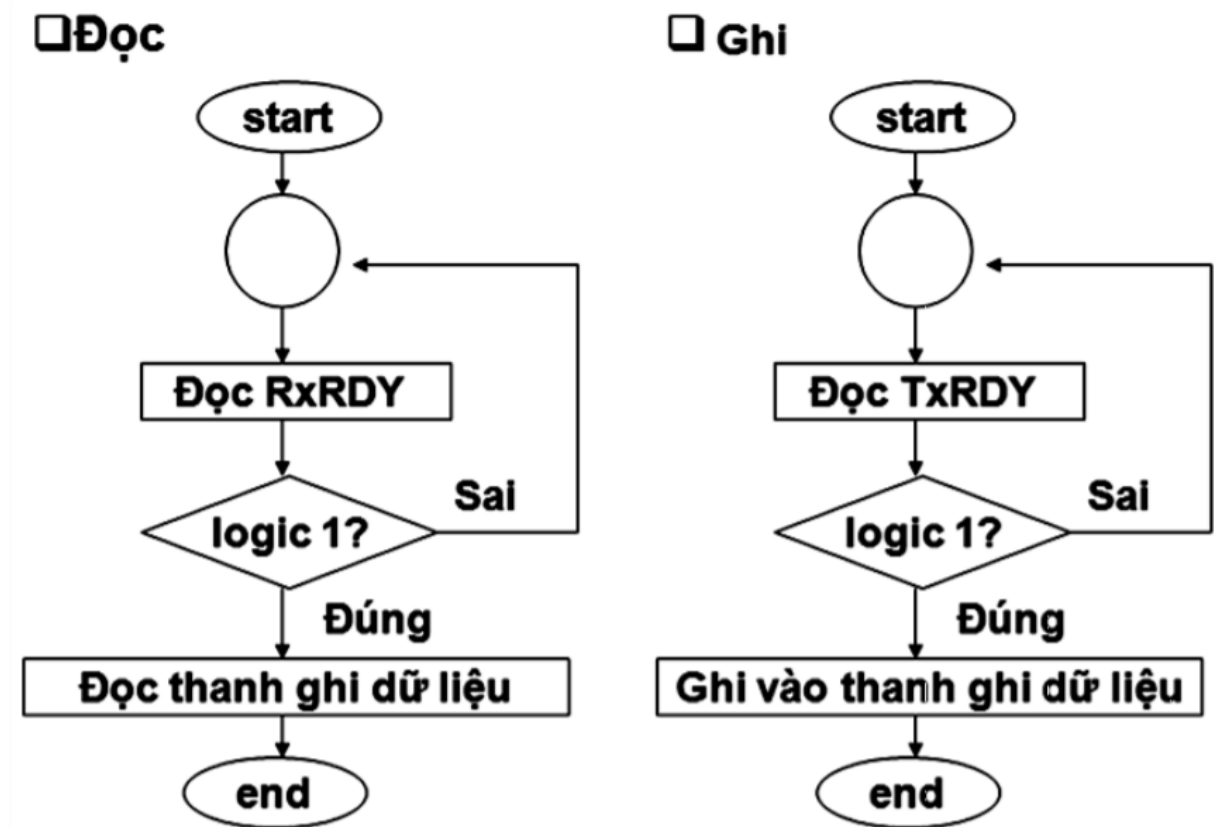 ❑Đọc
start
Đọc RxRDY
logic 1?
Sai
Đúng
Đọc thanh ghi dữ liệu
end
❑ Ghi
start
Đọc TxRDY
logic 1?
Sai
Đúng
Ghi vào thanh ghi dữ liệu
end